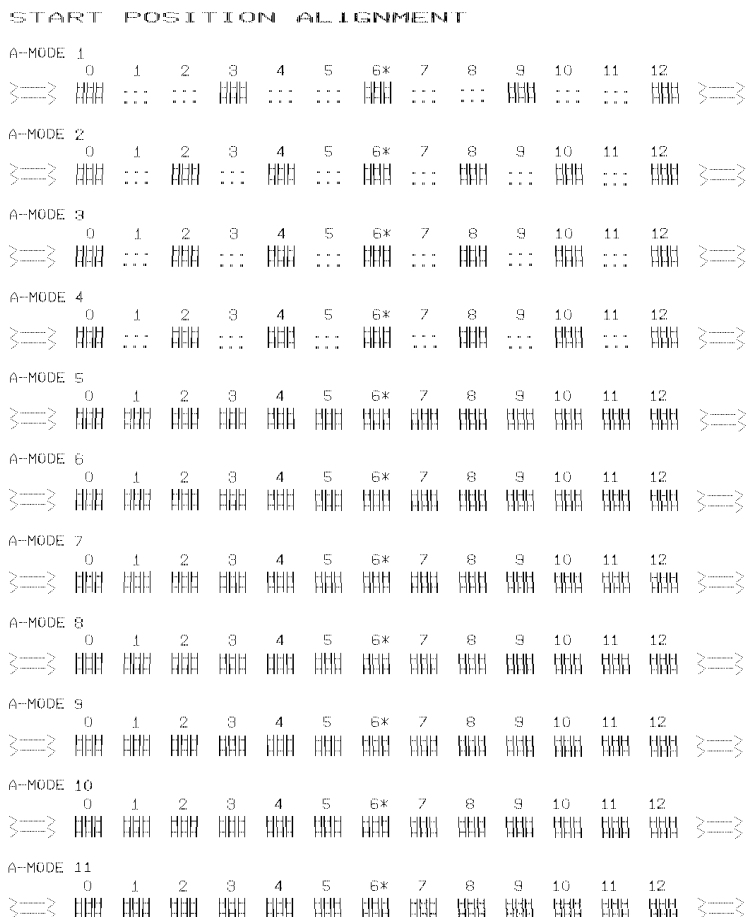 START POSITION ALIGNMENT
A-MODE 1
0 1 2 3 4 5 6* 7 8 9 10 11 12
A-MODE 2
0 1 2 3 4 5 6* 7 8 9 10 11 12
A-MODE 3
0 1 2 3 4 5 6* 7 8 9 10 11 12
A-MODE 4
0 1 2 3 4 5 6* 7 8 9 10 11 12
A-MODE 5
0 1 2 3 4 5 6* 7 8 9 10 11 12
A-MODE 6
0 1 2 3 4 5 6* 7 8 9 10 11 12
A-MODE 7
0 1 2 3 4 5 6* 7 8 9 10 11 12
A-MODE 8
0 1 2 3 4 5 6* 7 8 9 10 11 12
A-MODE 9
0 1 2 3 4 5 6* 7 8 9 10 11 12
A-MODE 10
0 1 2 3 4 5 6* 7 8 9 10 11 12
A-MODE 11
0 1 2 3 4 5 6* 7 8 9 10 11 12